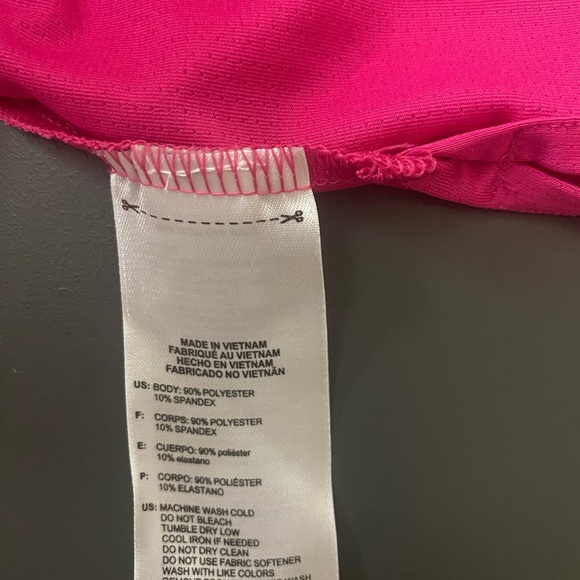 MADE IN VIETNAM
FABRIQUÉ AU VIETNAM
HECHO EN VIETNAM
FABRICADO NO VIETNÃN
US: BODY: 90% POLYESTER
10% SPANDEX
F: CORPS: 90% POLYESTER
10% SPANDEX
E: CUERPO: 90% poliéster
10% elastano
P: CORPO: 90% POLIÉSTER
10% ELASTANO
US: MACHINE WASH COLD
DO NOT BLEACH
TUMBLE DRY LOW
COOL IRON IF NEEDED
DO NOT DRY CLEAN
DO NOT USE FABRIC SOFTENER
WASH WITH LIKE COLORS